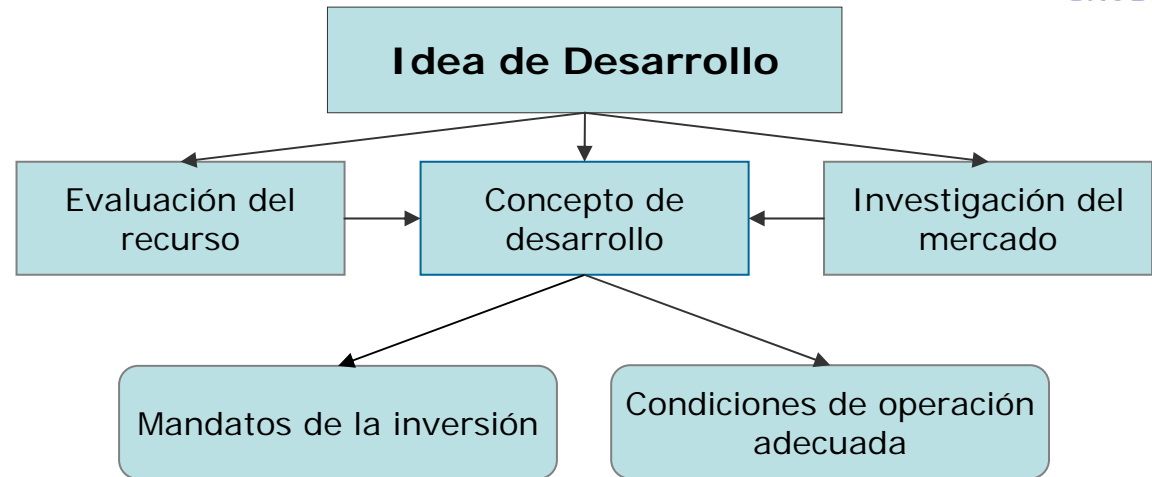 Idea de Desarrollo
Evaluación del
recurso
Concepto de
desarrollo
Investigación del
mercado
Mandatos de la inversión
Condiciones de operación
adecuada